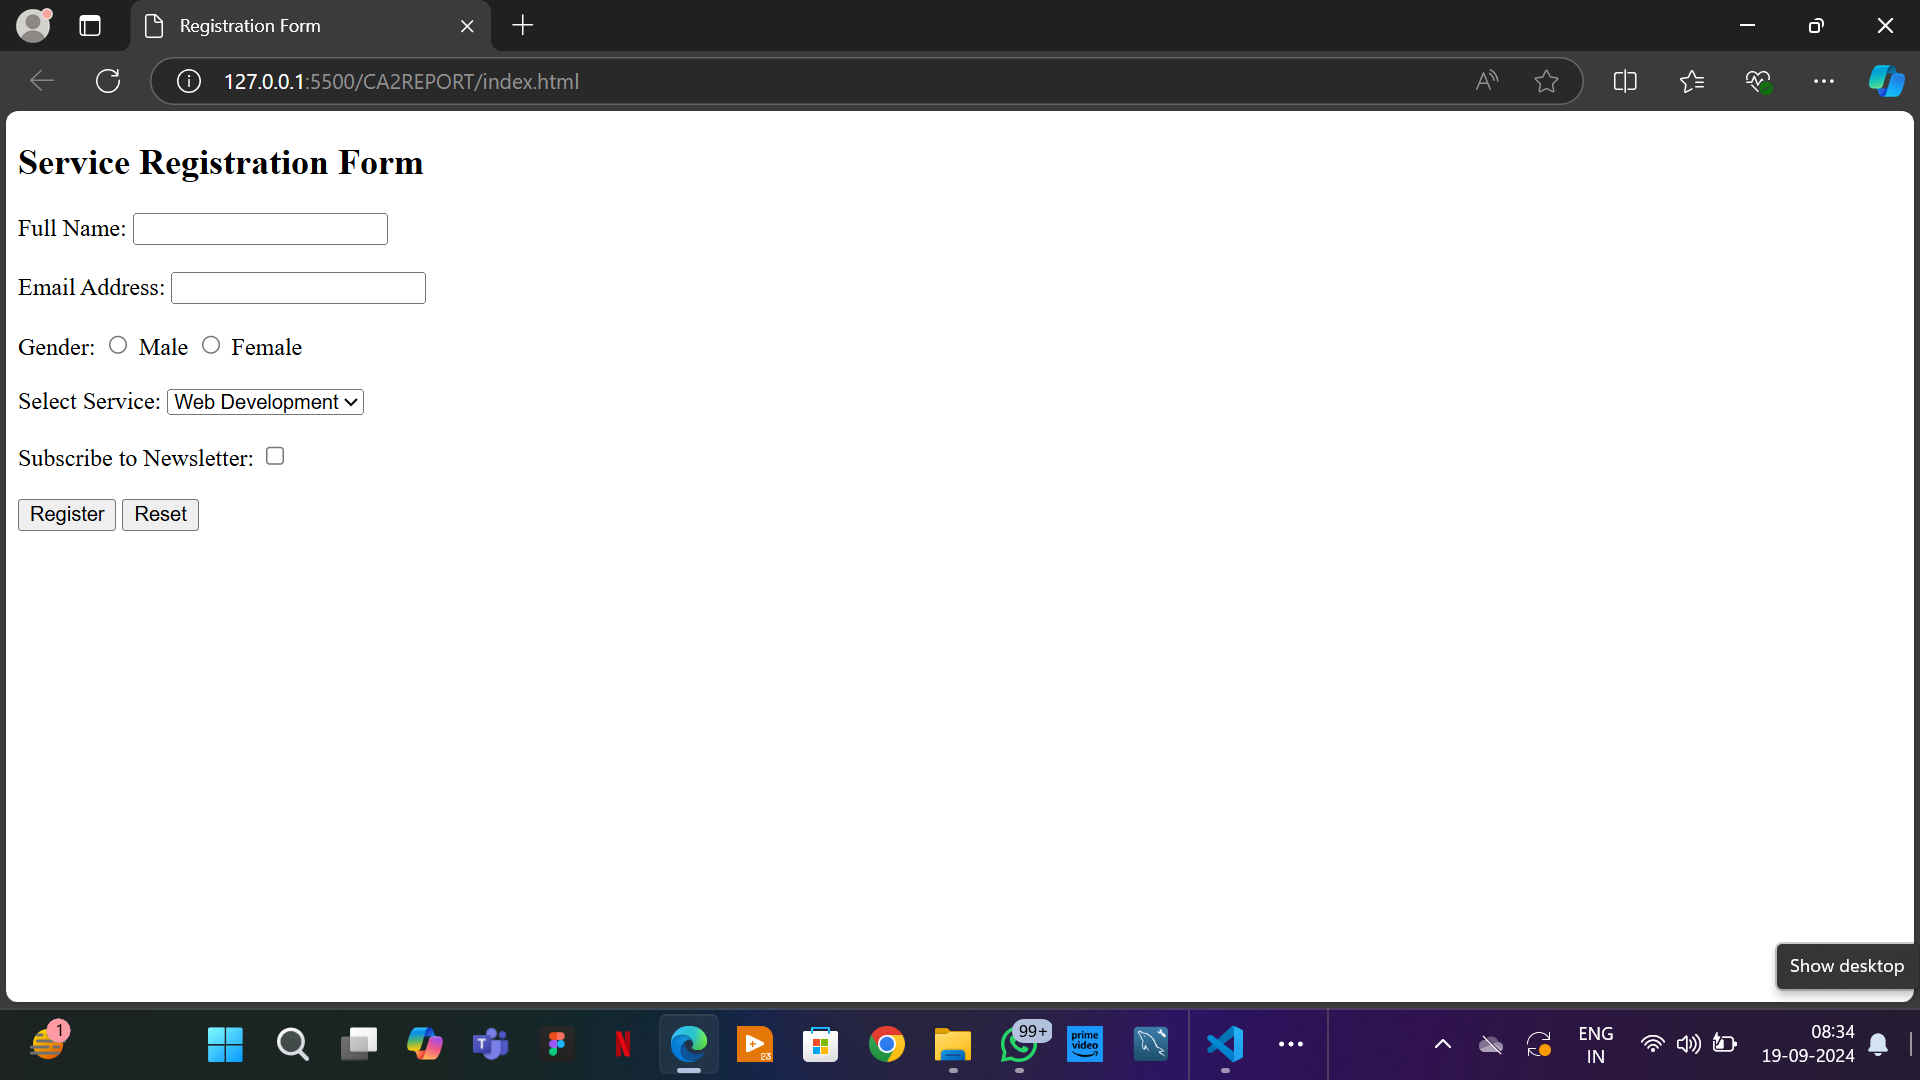 Registration Form
127.0.0.1:5500/CA2REPORT/index.html
A
Service Registration Form
Full Name:
Email Address:
Gender: Male Female
Select Service: Web Development
Subscribe to Newsletter:
Register Reset
Show desktop
1
T
N
23
99+
prime video
ENG
IN
08:34
19-09-2024